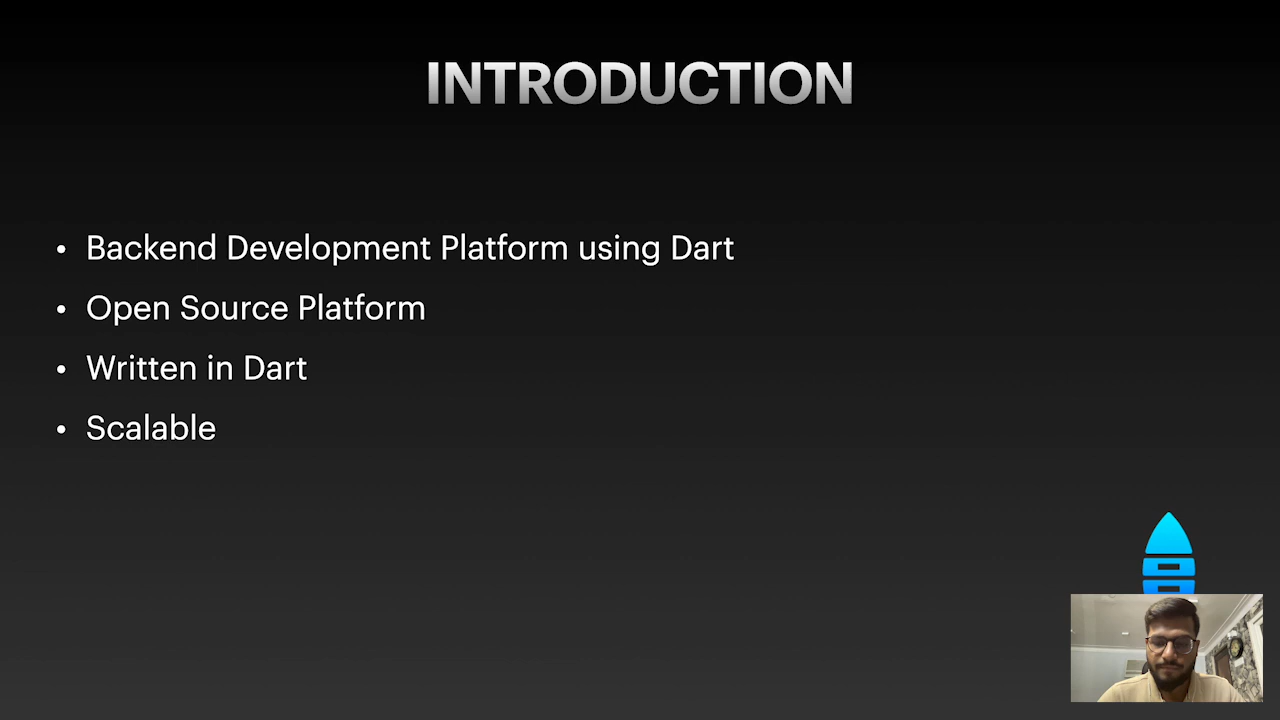 INTRODUCTION
• Backend Development Platform using Dart
• Open Source Platform
• Written in Dart
• Scalable